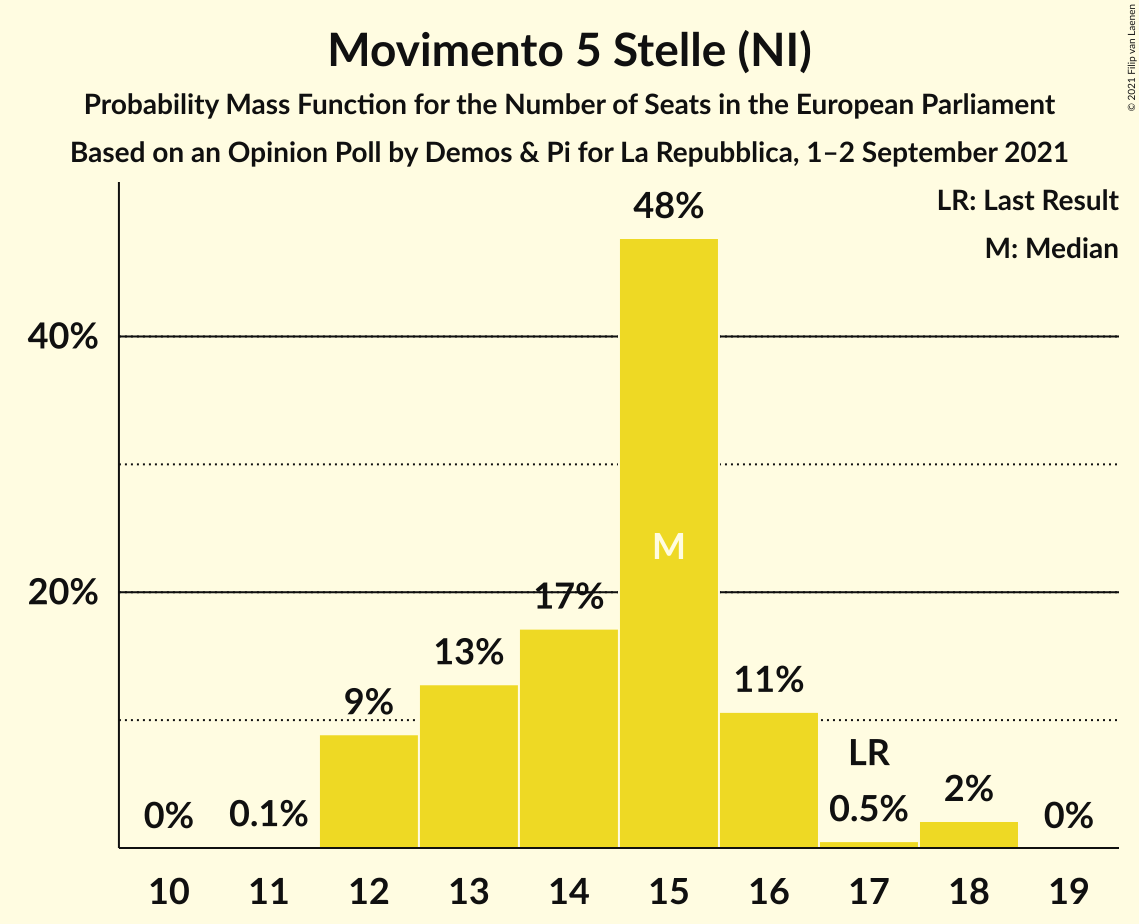 Movimento 5 Stelle (NI)
Probability Mass Function for the Number of Seats in the European Parliament
Based on an Opinion Poll by Demos & Pi for La Repubblica, 1–2 September 2021
© 2021 Filip van Laenen
LR: Last Result
M: Median
40%
20%
0%
0.1%
9%
13%
17%
48%
M
11%
LR
0.5%
2%
0%
10 11 12 13 14 15 16 17 18 19